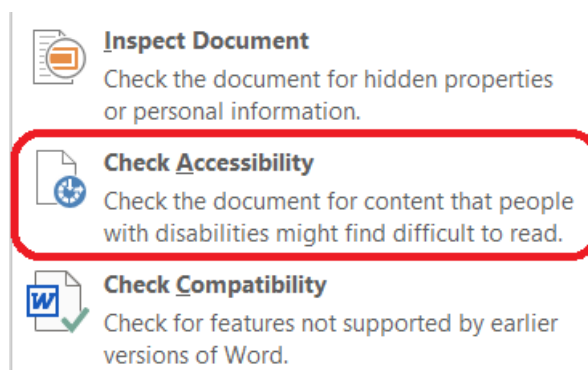 Inspect Document
Check the document for hidden properties
or personal information.
Check Accessibility
Check the document for content that people
with disabilities might find difficult to read.
Check Compatibility
Check for features not supported by earlier
versions of Word.
W